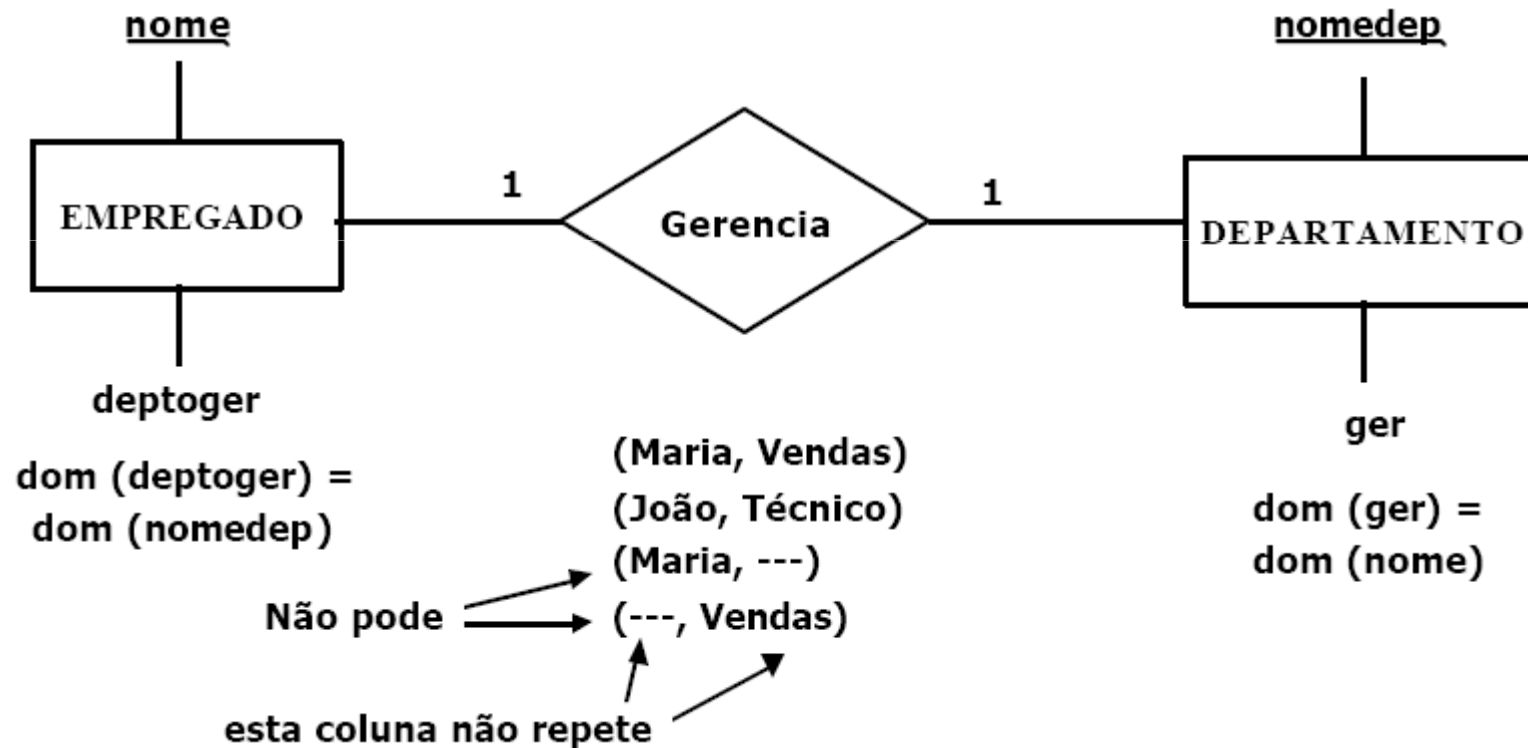 nome
nomedep
1
1
EMPREGADO
Gerencia
DEPARTAMENTO
deptoger
ger
dom (deptoger) =
dom (nomedep)
(Maria, Vendas)
(João, Técnico)
(Maria, ---)
(---, Vendas)
dom (ger) =
dom (nome)
Não pode
esta coluna não repete